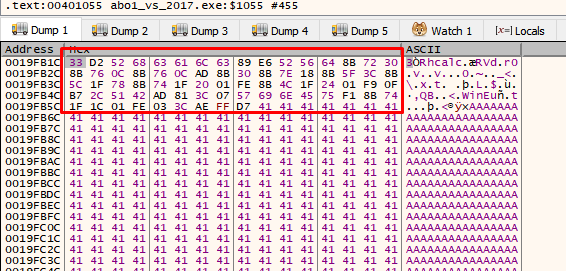 .text:00401055 abo1_vs_2017.exe:$1055 #455
Dump 1 Dump 2 Dump 3 Dump 4 Dump 5 Watch 1 [x=] Locals
Address Hex ASCII
0019FB1C 33 D2 52 68 63 61 6C 63 89 E6 52 56 64 8B 72 30 3ÒRhcalc.æRVd.r0
0019FB2C 8B 76 0C 8B 76 0C AD 8B 30 8B 7E 18 8B 5F 3C 8B .v..v...0.~.._<.
0019FB3C 5C 1F 78 8B 74 1F 20 01 FE 8B 4C 1F 24 01 F9 0F \.x.t. .þ.L.$.ù.
0019FB4C B7 2C 51 42 AD 81 3C 07 57 69 6E 45 75 F1 8B 74 ·,QB..<.WinEuñ.t
0019FB5C 1F 1C 01 FE 03 3C AE FF D7 41 41 41 41 41 41 41 ...þ.<®ÿ×AAAAAAA
0019FB6C 41 41 41 41 41 41 41 41 41 41 41 41 41 41 41 41 AAAAAAAAAAAAAAAA
0019FB7C 41 41 41 41 41 41 41 41 41 41 41 41 41 41 41 41 AAAAAAAAAAAAAAAA
0019FB8C 41 41 41 41 41 41 41 41 41 41 41 41 41 41 41 41 AAAAAAAAAAAAAAAA
0019FB9C 41 41 41 41 41 41 41 41 41 41 41 41 41 41 41 41 AAAAAAAAAAAAAAAA
0019FBAC 41 41 41 41 41 41 41 41 41 41 41 41 41 41 41 41 AAAAAAAAAAAAAAAA
0019FBBC 41 41 41 41 41 41 41 41 41 41 41 41 41 41 41 41 AAAAAAAAAAAAAAAA
0019FBCC 41 41 41 41 41 41 41 41 41 41 41 41 41 41 41 41 AAAAAAAAAAAAAAAA
0019FBDC 41 41 41 41 41 41 41 41 41 41 41 41 41 41 41 41 AAAAAAAAAAAAAAAA
0019FBEC 41 41 41 41 41 41 41 41 41 41 41 41 41 41 41 41 AAAAAAAAAAAAAAAA
0019FBFC 41 41 41 41 41 41 41 41 41 41 41 41 41 41 41 41 AAAAAAAAAAAAAAAA
0019FC0C 41 41 41 41 41 41 41 41 41 41 41 41 41 41 41 41 AAAAAAAAAAAAAAAA
0019FC1C 41 41 41 41 41 41 41 41 41 41 41 41 41 41 41 41 AAAAAAAAAAAAAAAA
0019FC2C 41 41 41 41 41 41 41 41 41 41 41 41 41 41 41 41 AAAAAAAAAAAAAAAA
0019FC3C 41 41 41 41 41 41 41 41 41 41 41 41 41 41 41 41 AAAAAAAAAAAAAAAA